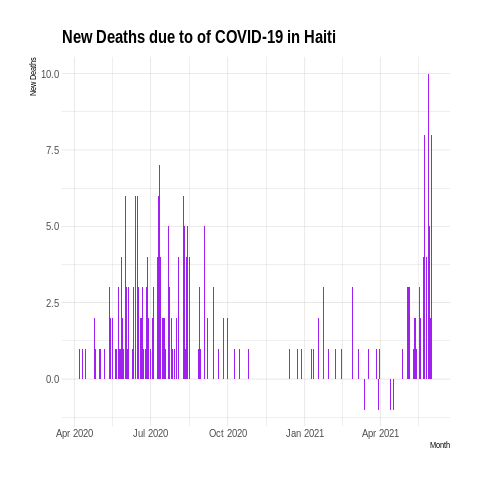 New Deaths due to of COVID-19 in Haiti
New Deaths
10.0
7.5
5.0
2.5
0.0
Apr 2020 Jul 2020 Oct 2020 Jan 2021 Apr 2021
Month